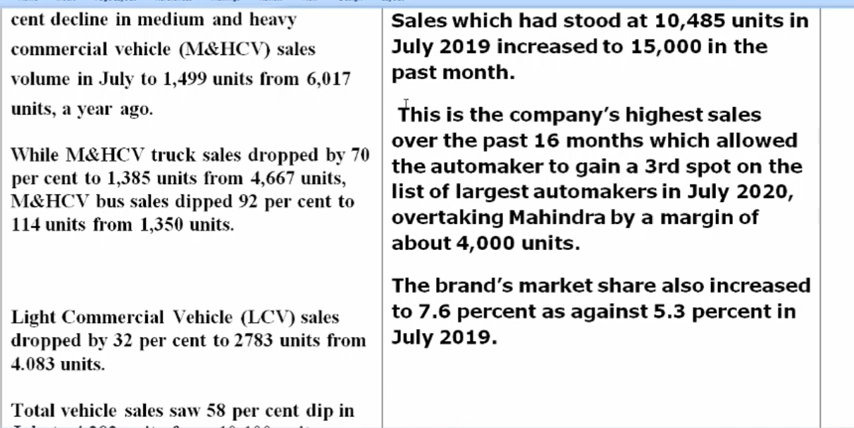 cent decline in medium and heavy
commercial vehicle (M&HCV) sales
volume in July to 1,499 units from 6,017
units, a year ago.
While M&HCV truck sales dropped by 70
per cent to 1,385 units from 4,667 units,
M&HCV bus sales dipped 92 per cent to
114 units from 1,350 units.
Light Commercial Vehicle (LCV) sales
dropped by 32 per cent to 2783 units from
4.083 units.
Total vehicle sales saw 58 per cent dip in
Sales which had stood at 10,485 units in
July 2019 increased to 15,000 in the
past month.
This is the company’s highest sales
over the past 16 months which allowed
the automaker to gain a 3rd spot on the
list of largest automakers in July 2020,
overtaking Mahindra by a margin of
about 4,000 units.
The brand’s market share also increased
to 7.6 percent as against 5.3 percent in
July 2019.